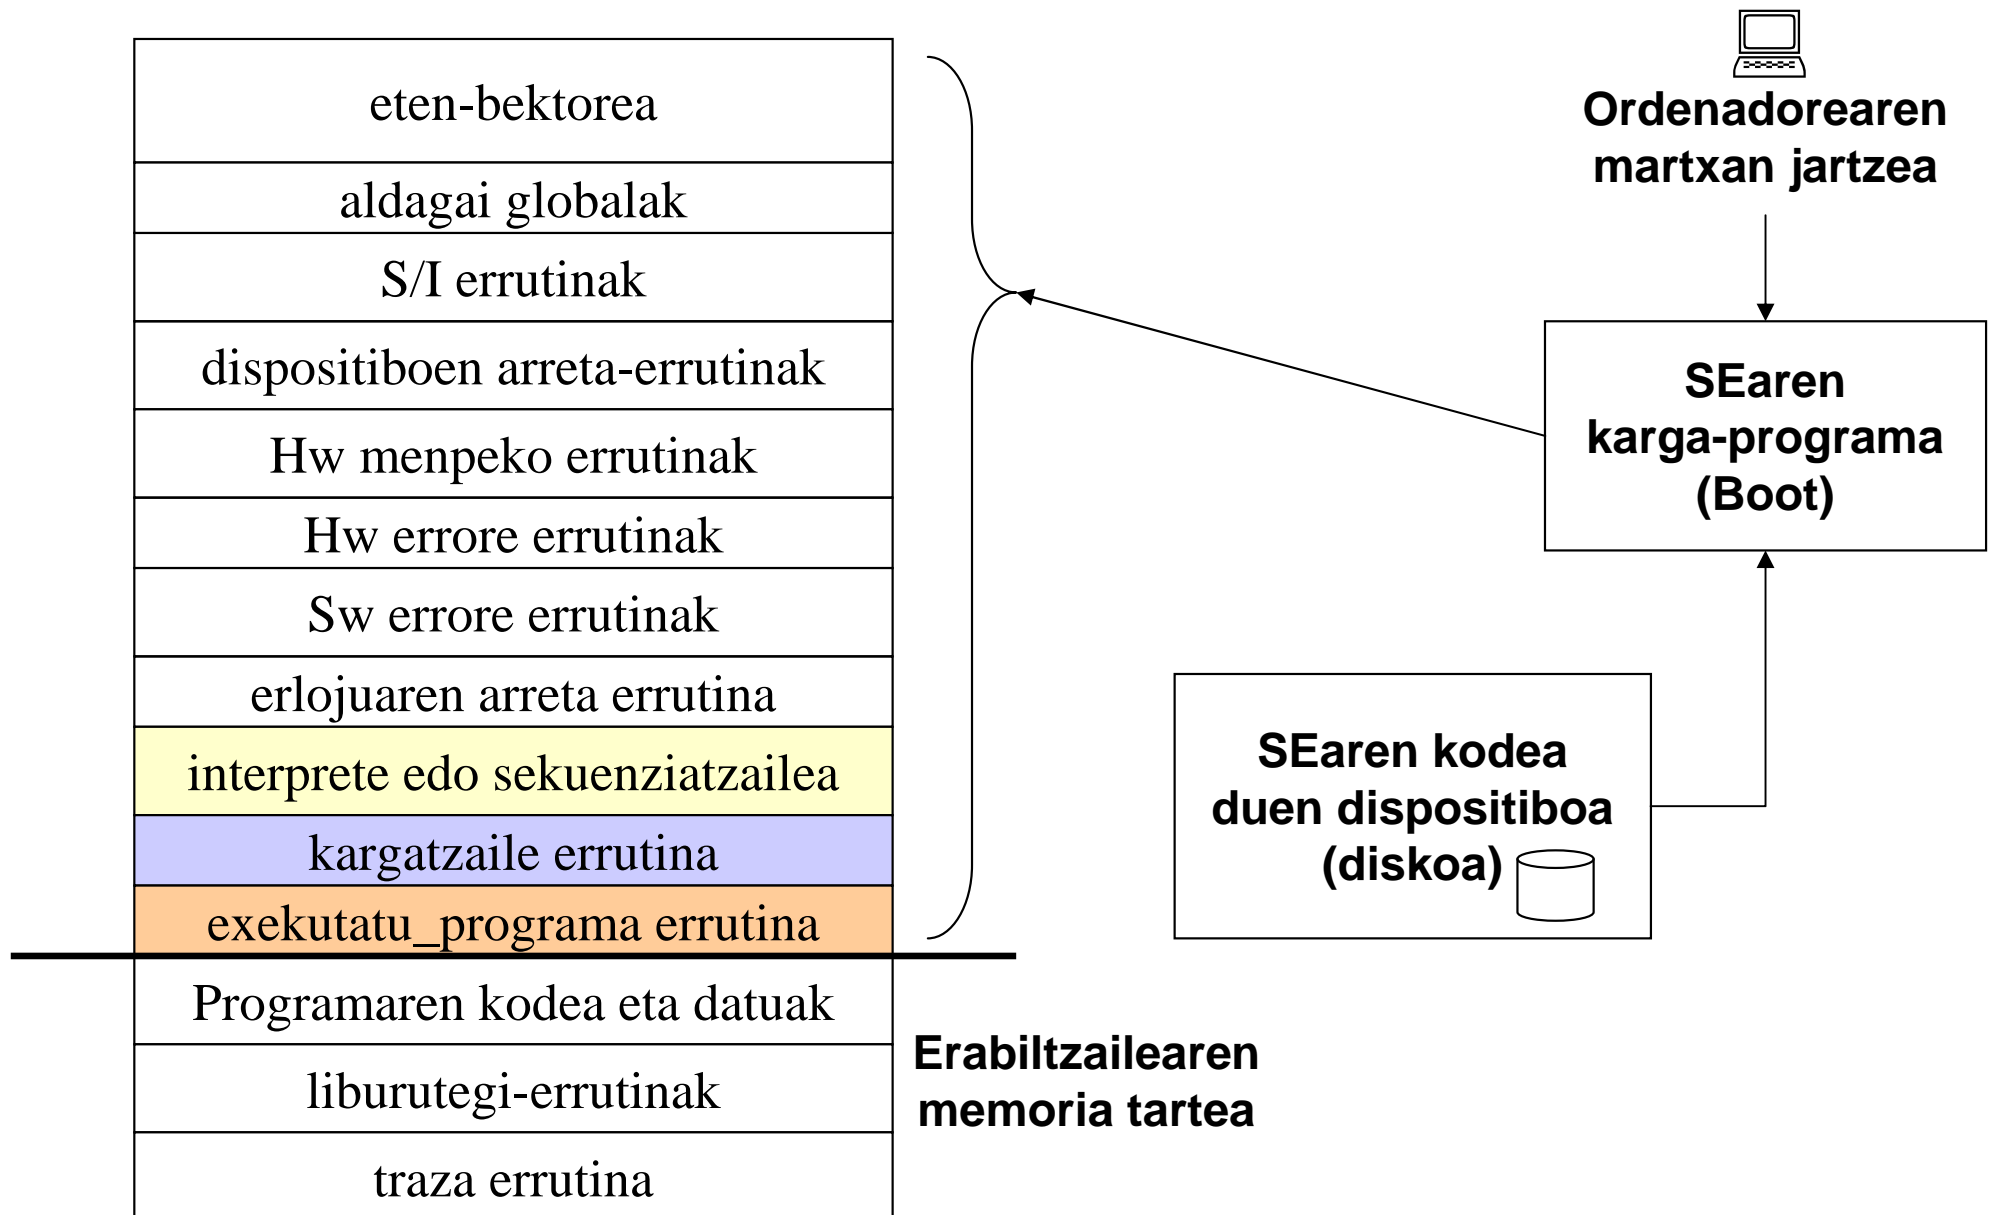 eten-bektorea
aldagai globalak
S/I errutinak
dispositiboen arreta-errutinak
Hw menpeko errutinak
Hw errore errutinak
Sw errore errutinak
erlojuaren arreta errutina
interprete edo sekuenziatzailea
kargatzaile errutina
exekutatu_programa errutina
Programaren kodea eta datuak
liburutegi-errutinak
traza errutina
Erabiltzailearen
memoria tartea
Ordenadorearen
martxan jartzea
SEaren
karga-programa
(Boot)
SEaren kodea
duen dispositiboa
(diskoa)